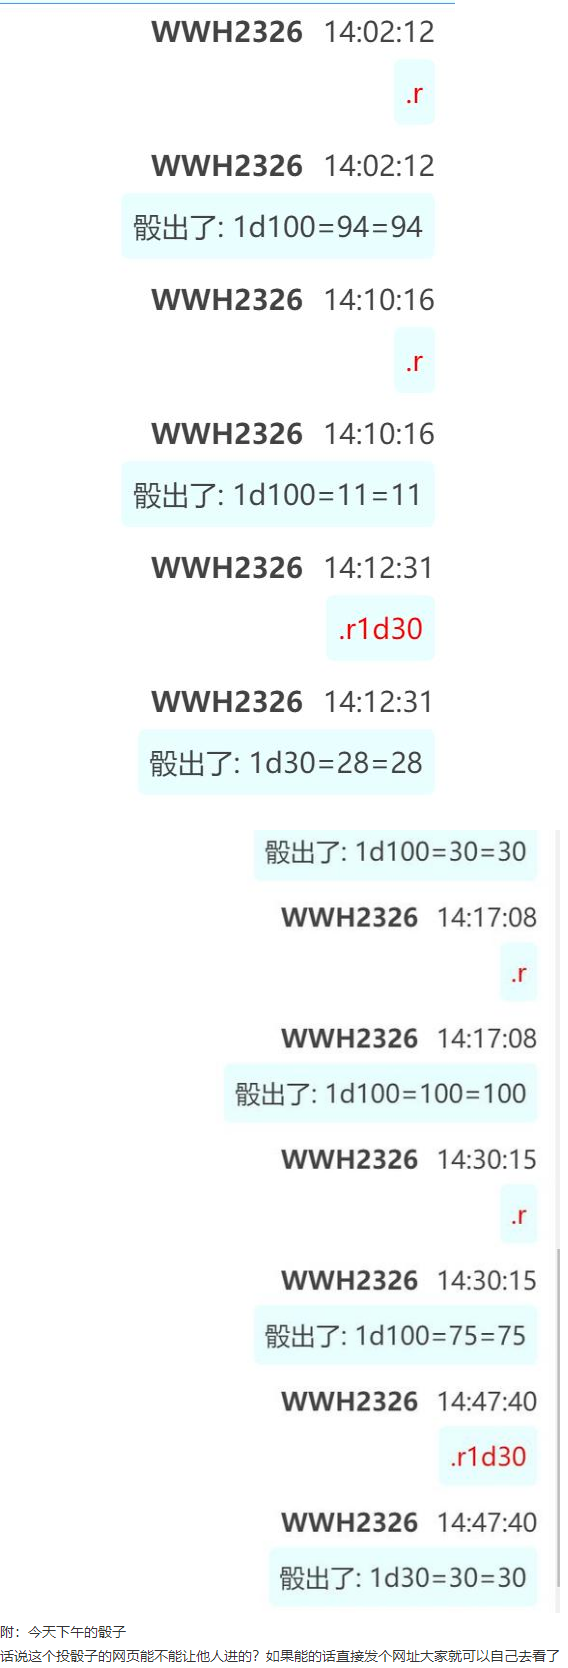 WWH2326 14:02:12
.r
WWH2326 14:02:12
骰出了: 1d100=94=94
WWH2326 14:10:16
.r
WWH2326 14:10:16
骰出了: 1d100=11=11
WWH2326 14:12:31
.r1d30
WWH2326 14:12:31
骰出了: 1d30=28=28
骰出了: 1d100=30=30
WWH2326 14:17:08
.r
WWH2326 14:17:08
骰出了: 1d100=100=100
WWH2326 14:30:15
.r
WWH2326 14:30:15
骰出了: 1d100=75=75
WWH2326 14:47:40
.r1d30
WWH2326 14:47:40
骰出了: 1d30=30=30
附：今天下午的骰子
话说这个投骰子的网页能不能让他人进的？如果能的话直接发个网址大家就可以自己去看了